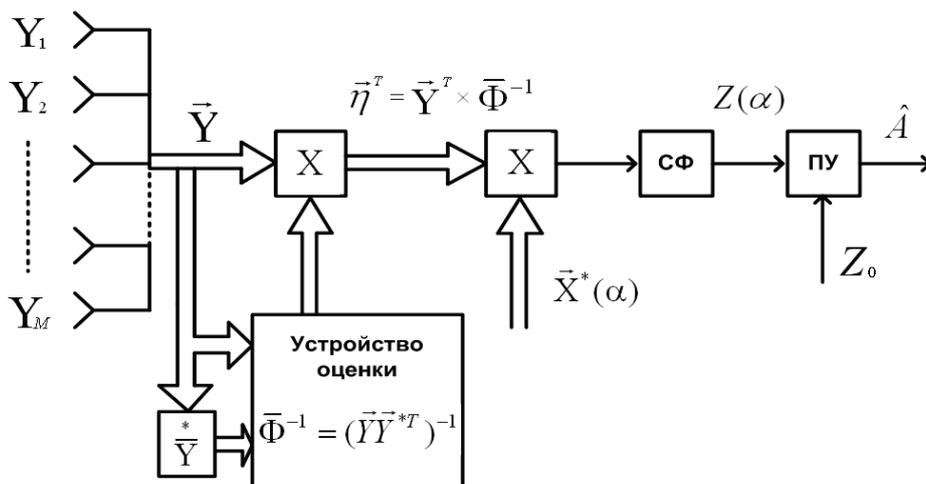 Y₁
Y₂
Y_M
Y⃗
η⃗ᵀ = Y⃗ᵀ × Φ̅⁻¹
X
X
СФ
Z(α)
ПУ
Â
Z₀
X⃗*(α)
Устройство
оценки
Φ̅⁻¹ = (Y⃗Y⃗*ᵀ)⁻¹
*
Y̅